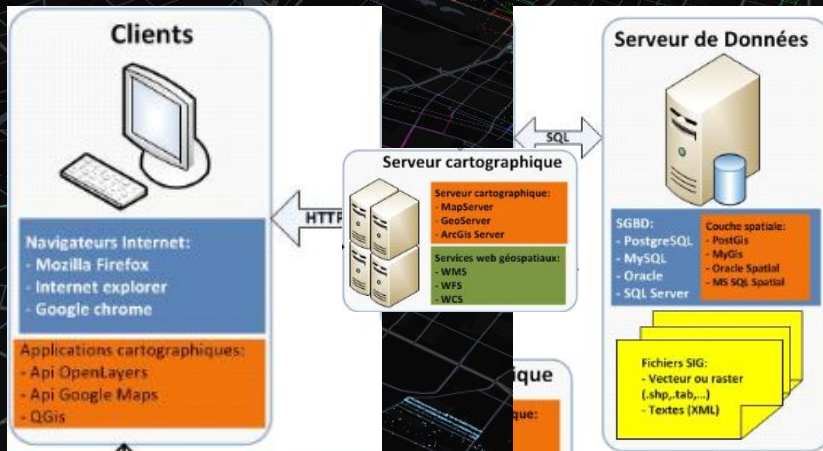 Clients
Navigateurs Internet:
- Mozilla Firefox
- Internet explorer
- Google chrome
Applications cartographiques:
- Api OpenLayers
- Api Google Maps
- QGis
HTTP
Serveur cartographique
Serveur cartographique:
- MapServer
- GeoServer
- ArcGis Server
Services web géospatiaux:
- WMS
- WFS
- WCS
ique
que:
SQL
Serveur de Données
SGBD:
- PostgreSQL
- MySQL
- Oracle
- SQL Server
Couche spatiale:
- PostGis
- MyGis
- Oracle Spatial
- MS SQL Spatial
Fichiers SIG:
- Vecteur ou raster
(.shp,.tab,...)
- Textes (XML)